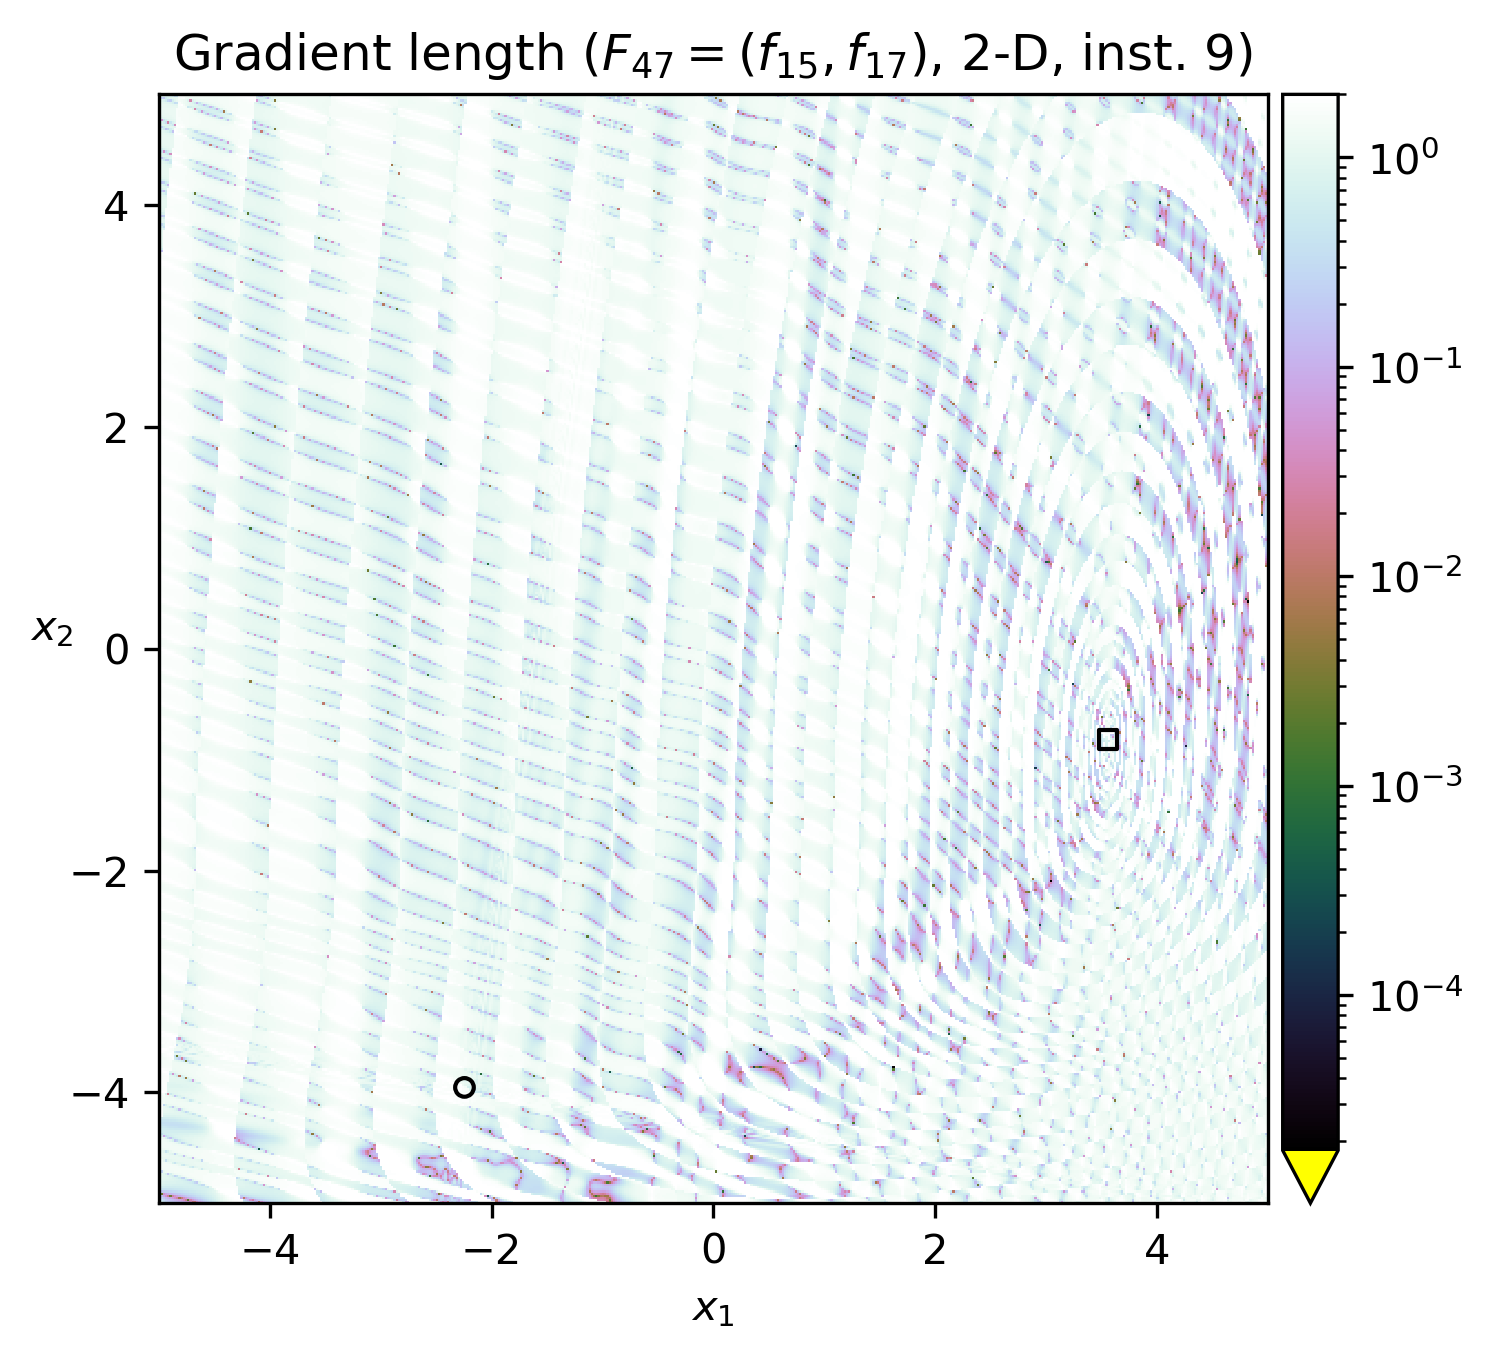 Gradient length (F₄₇ = (f₁₅, f₁₇), 2-D, inst. 9)
4
2
0
−2
−4
x₂
−4 −2 0 2 4
x₁
10⁰
10⁻¹
10⁻²
10⁻³
10⁻⁴